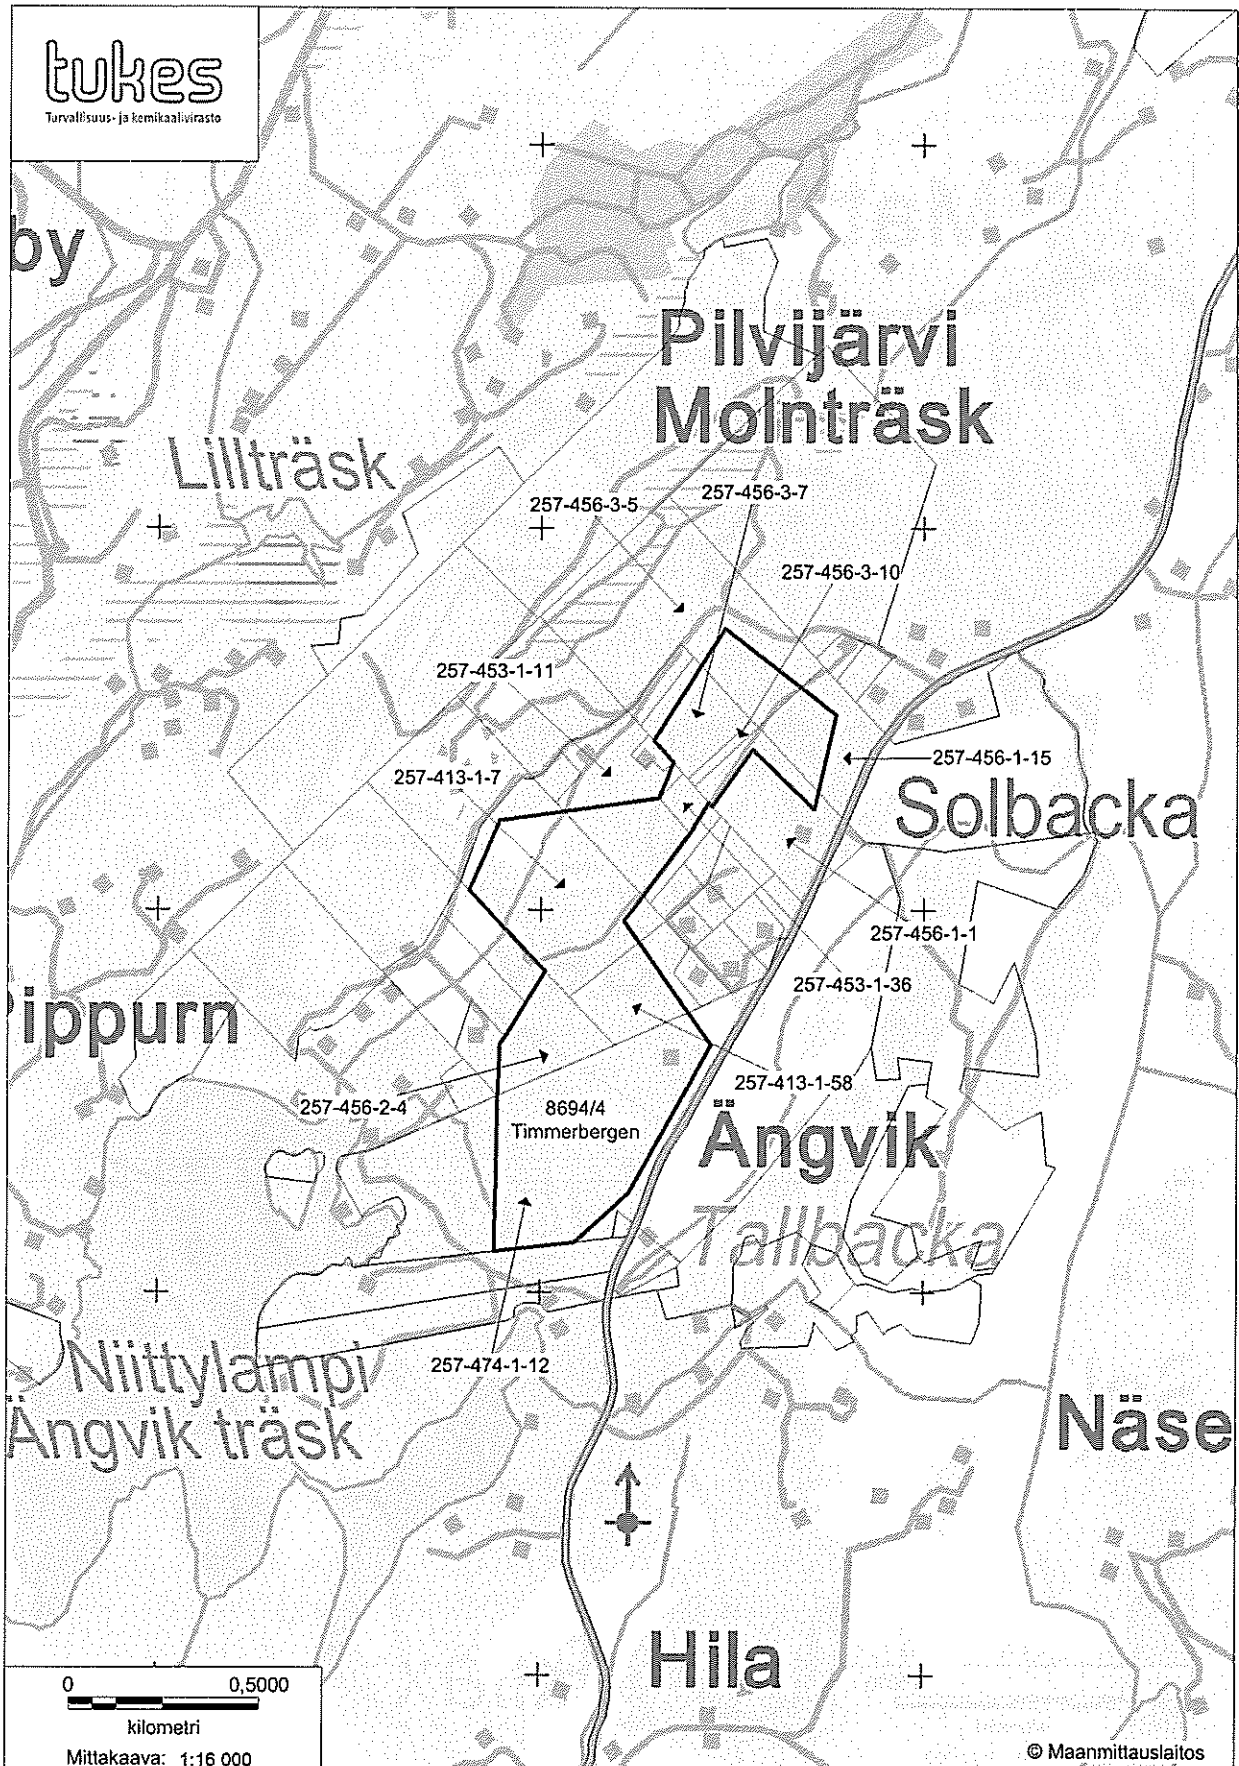 tukes
Turvallisuus- ja kemikaalivirasto
by
Pilvijärvi
Molnträsk
Lillträsk
257-456-3-7
257-456-3-5
257-456-3-10
257-453-1-11
257-456-1-15
257-413-1-7
Solbacka
257-456-1-1
257-453-1-36
Pippurn
257-413-1-58
257-456-2-4
8694/4
Timmerbergen
Ängvik
Tallbacka
Niittylampi
Ängvik träsk
257-474-1-12
Näse
Hila
0 0,5000
kilometri
Mittakaava: 1:16 000
© Maanmittauslaitos